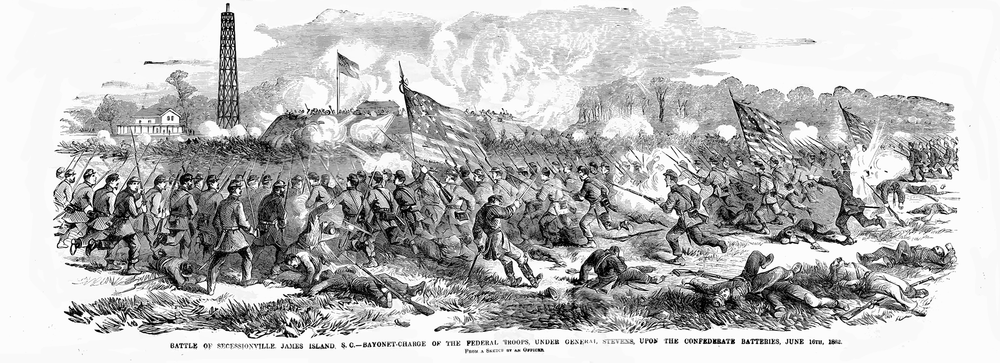 BATTLE OF SECESSIONVILLE. JAMES ISLAND, S. C.—BAYONET-CHARGE OF THE FEDERAL TROOPS, UNDER GENERAL STEVENS, UPON THE CONFEDERATE BATTERIES, JUNE 16TH, 1862.
FROM A SKETCH BY AN OFFICER